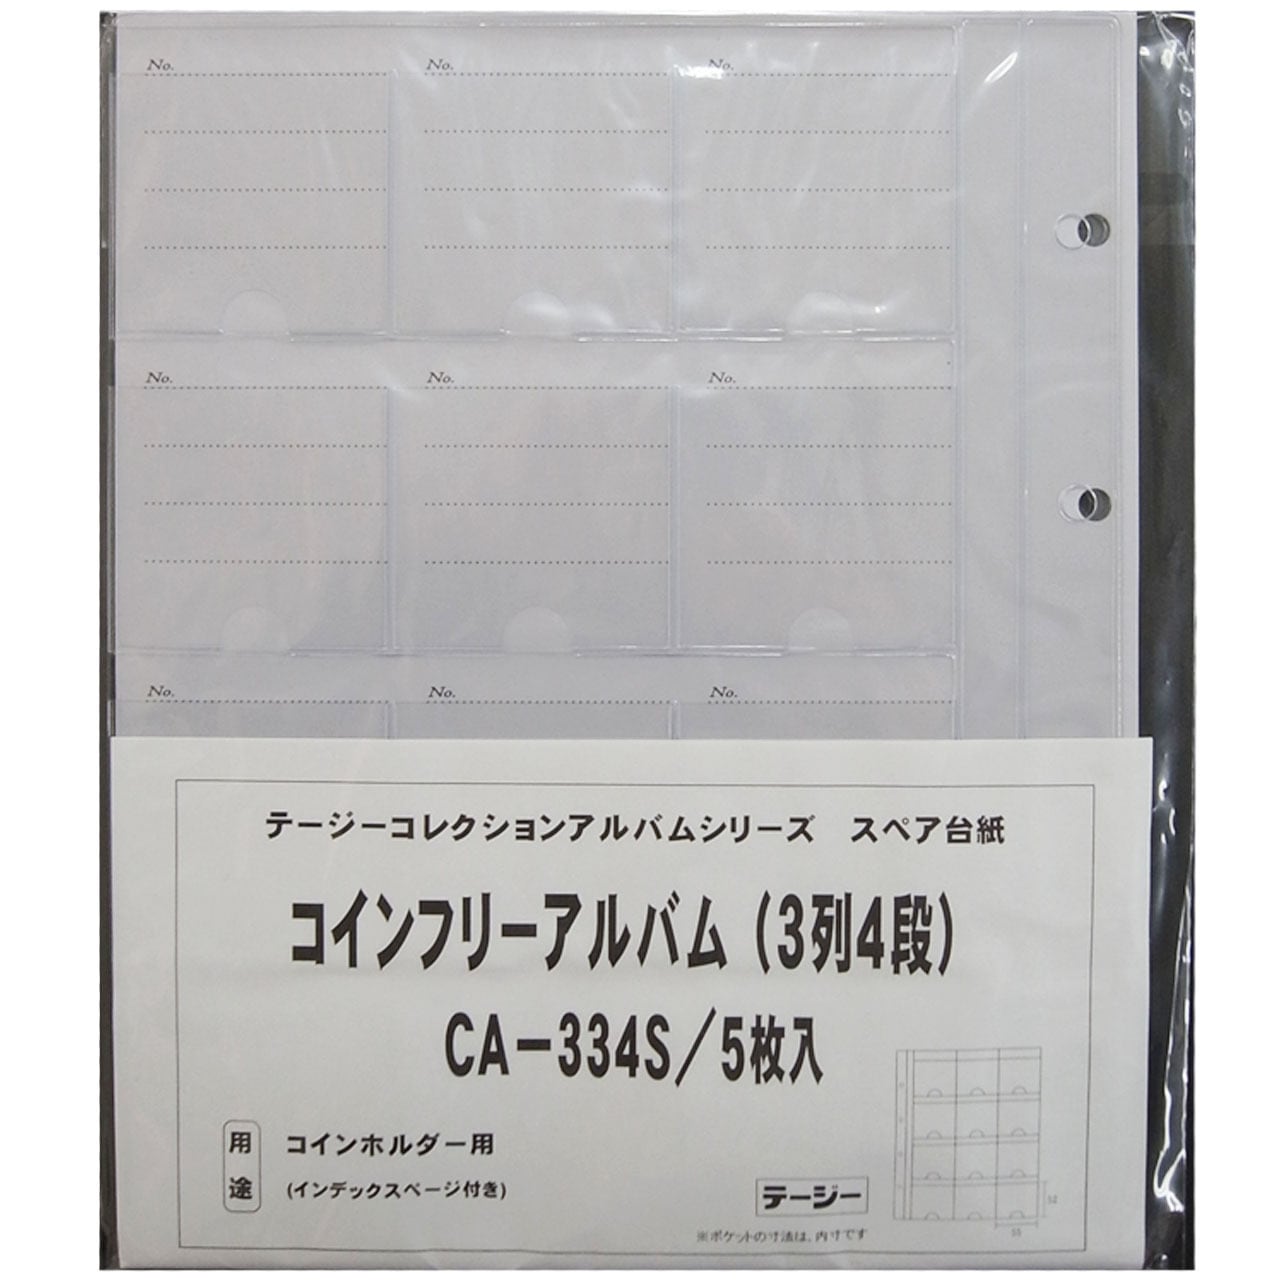 No. No. No.
No. No. No.
No. No. No.
テージーコレクションアルバムシリーズ　スペア台紙
コインフリーアルバム（3列4段）
CA－334S／5枚入
用途
コインホルダー用
(インデックスページ付き)
テージー
52
55
※ポケットの寸法は、内寸です